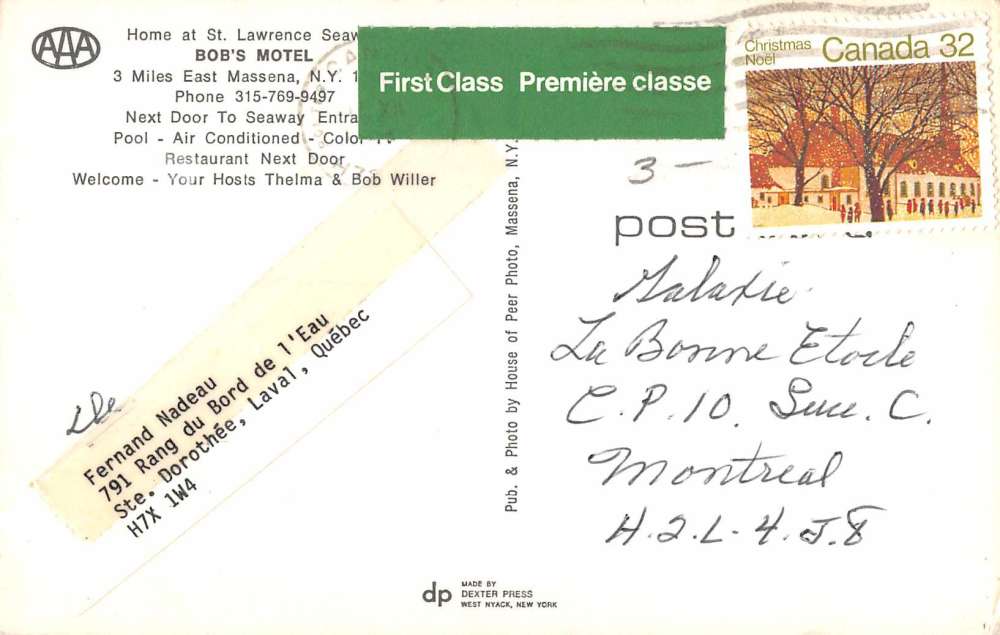 AAA
Home at St. Lawrence Seaw
BOB'S MOTEL
3 Miles East Massena, N.Y. 1
Phone 315-769-9497
Next Door To Seaway Entra
Pool - Air Conditioned - Color
Restaurant Next Door
Welcome - Your Hosts Thelma & Bob Willer
First Class Première classe
Christmas
Noël
Canada 32
3 -
post
De
Fernand Nadeau
791 Rang du Bord de l'Eau
Ste. Dorothée, Laval, Québec
H7X 1W4
Pub. & Photo by House of Peer Photo, Massena, N.Y.
Galaxie
La Bonne Etoile
C.P. 10. Succ. C.
Montreal
H.2.L.4.J.8
dp
MADE BY
DEXTER PRESS
WEST NYACK, NEW YORK